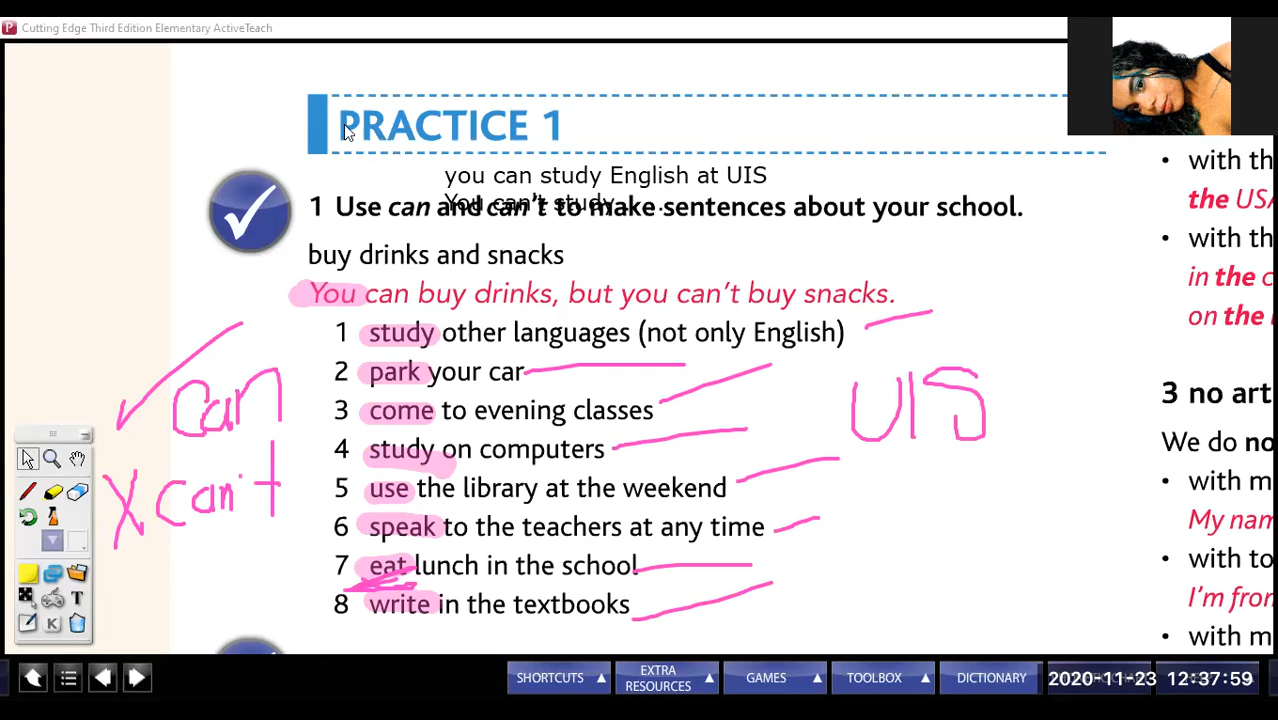 Cutting Edge Third Edition Elementary ActiveTeach
PRACTICE 1
you can study English at UIS
You can't study . . . .
1 Use can and can't to make sentences about your school.
buy drinks and snacks
You can buy drinks, but you can't buy snacks.
1 study other languages (not only English)
2 park your car
3 come to evening classes
4 study on computers
5 use the library at the weekend
6 speak to the teachers at any time
7 eat lunch in the school
8 write in the textbooks
can
X can't
UIS
• with th
the USA
• with th
in the c
on the l
3 no art
We do no
• with m
My nam
• with to
I'm from
• with m
T
K
SHORTCUTS
EXTRA
RESOURCES
GAMES
TOOLBOX
DICTIONARY
2020-11-23 12:37:59